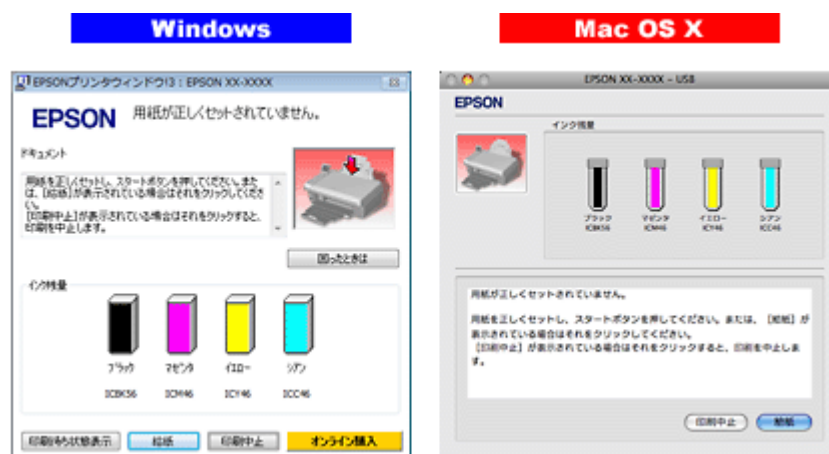 Windows
EPSONプリンタウィンドウ!3 : EPSON XX-XXXX
EPSON
用紙が正しくセットされていません。
ドキュメント
用紙を正しくセットし、スタートボタンを押してください。また
は、[給紙]が表示されている場合はそれをクリックしてくださ
い。
[印刷中止]が表示されている場合はそれをクリックすると、
印刷を中止します。
困ったときは
インク残量
ブラック
マゼンタ
イエロー
シアン
ICBK56
ICM46
ICY46
ICC46
印刷待ち状態表示
給紙
印刷中止
オンライン購入
Mac OS X
EPSON XX-XXXX - USB
EPSON
インク残量
ブラック
ICBK56
マゼンタ
ICM46
イエロー
ICY46
シアン
ICC46
用紙が正しくセットされていません。
用紙を正しくセットし、スタートボタンを押してください。または、［給紙］が
表示されている場合はそれをクリックしてください。
［印刷中止］が表示されている場合はそれをクリックすると、印刷を中止しま
す。
印刷中止
給紙